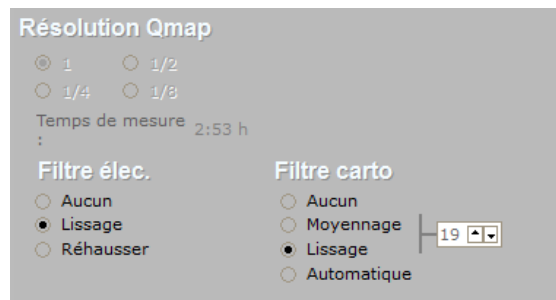 Résolution Qmap
1 1/2
1/4 1/8
Temps de mesure 2:53 h
:
Filtre élec. Filtre carto
Aucun Aucun
Lissage Moyennage
Réhausser Lissage
Automatique
19